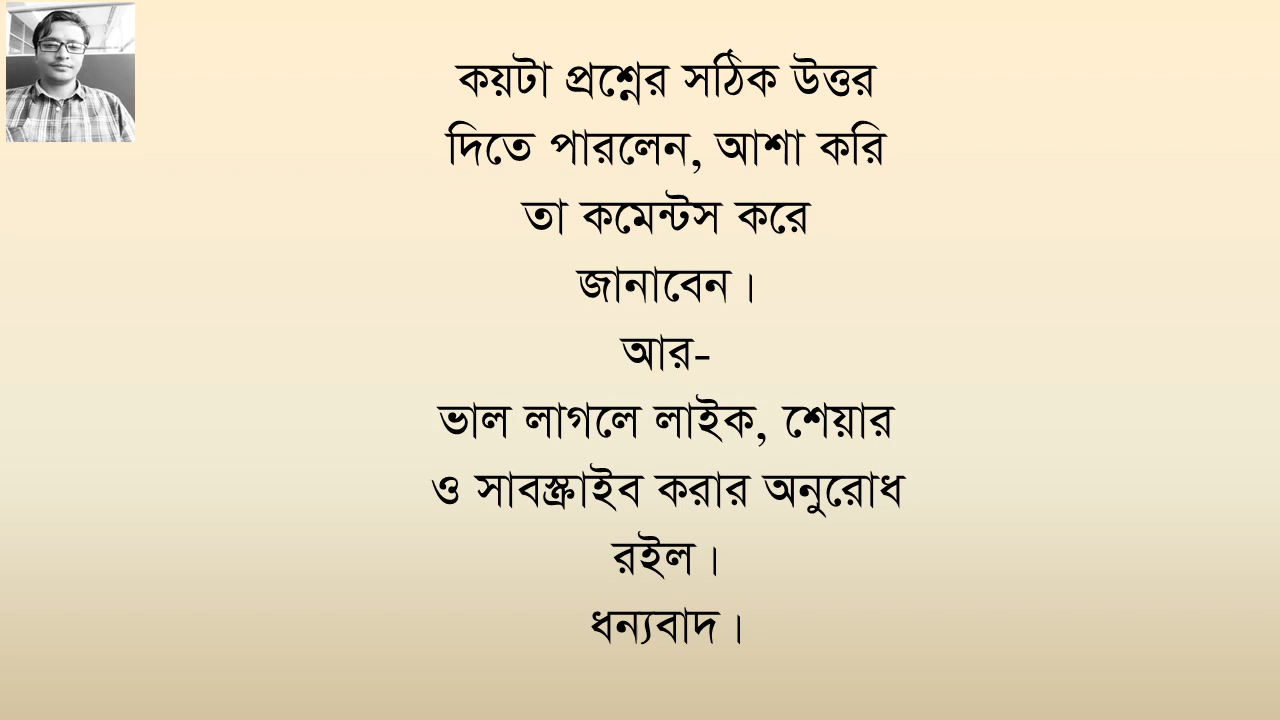 কয়টা প্রশ্নের সঠিক উত্তর
দিতে পারলেন, আশা করি
তা কমেন্টস করে
জানাবেন।
আর-
ভাল লাগলে লাইক, শেয়ার
ও সাবস্ক্রাইব করার অনুরোধ
রইল।
ধন্যবাদ।